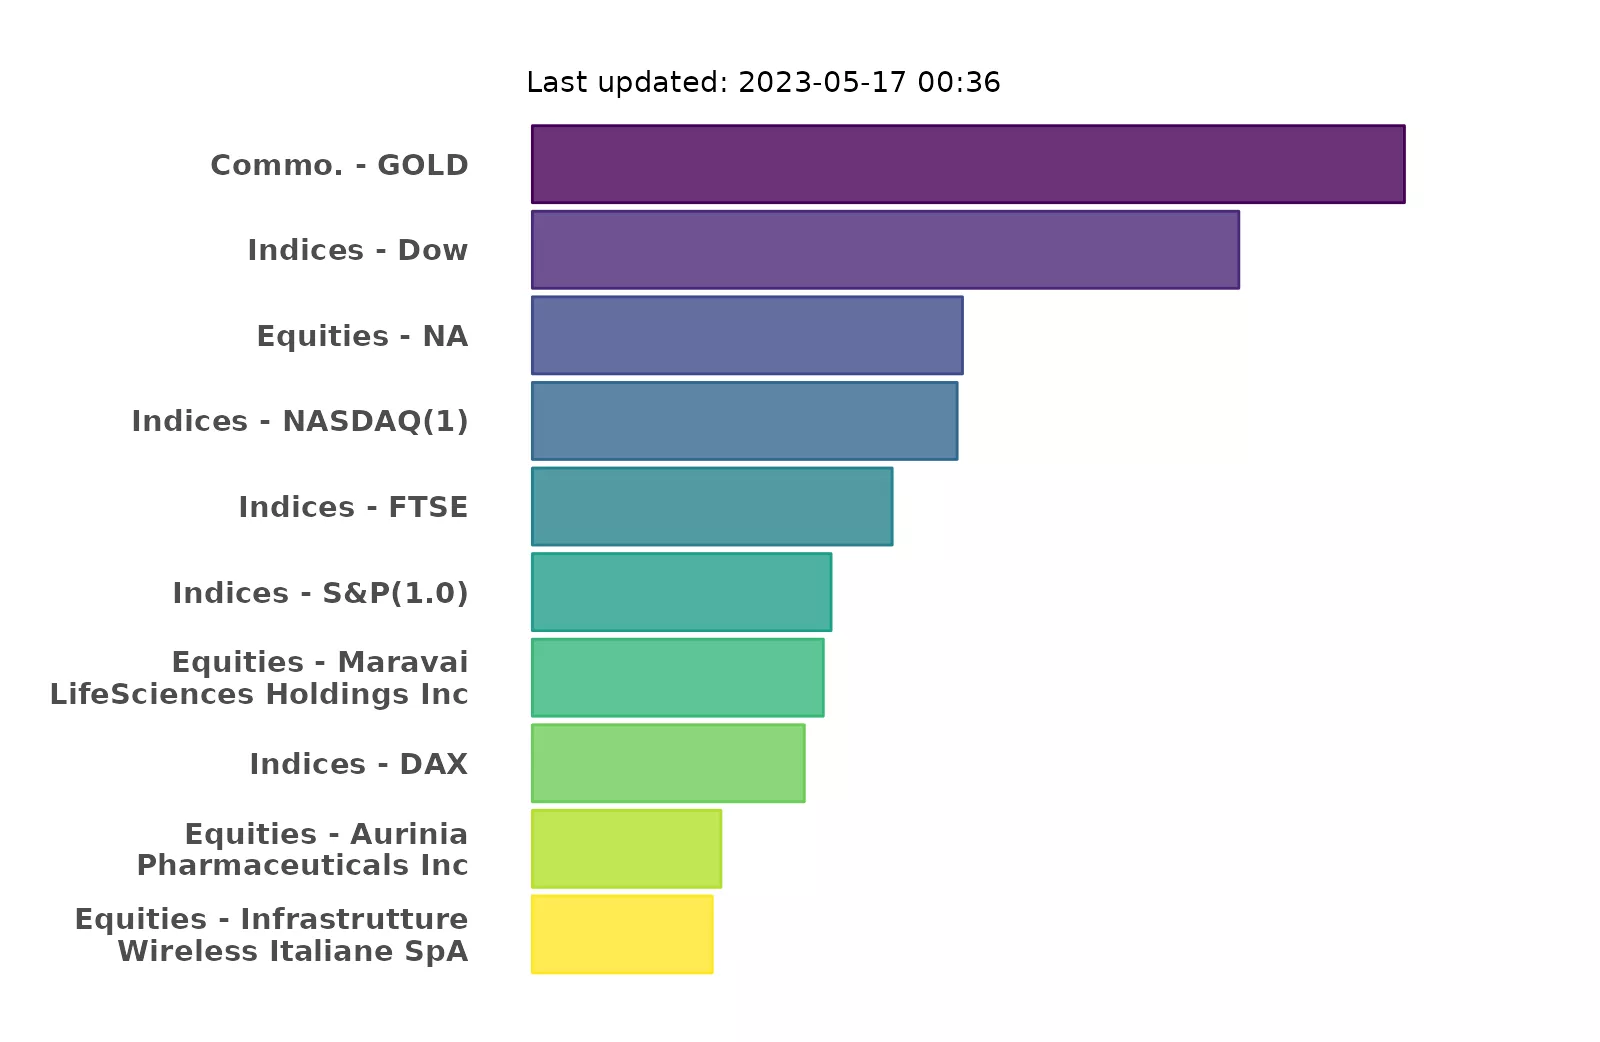 Last updated: 2023-05-17 00:36
Commo. - GOLD
Indices - Dow
Equities - NA
Indices - NASDAQ(1)
Indices - FTSE
Indices - S&P(1.0)
Equities - Maravai
LifeSciences Holdings Inc
Indices - DAX
Equities - Aurinia
Pharmaceuticals Inc
Equities - Infrastrutture
Wireless Italiane SpA